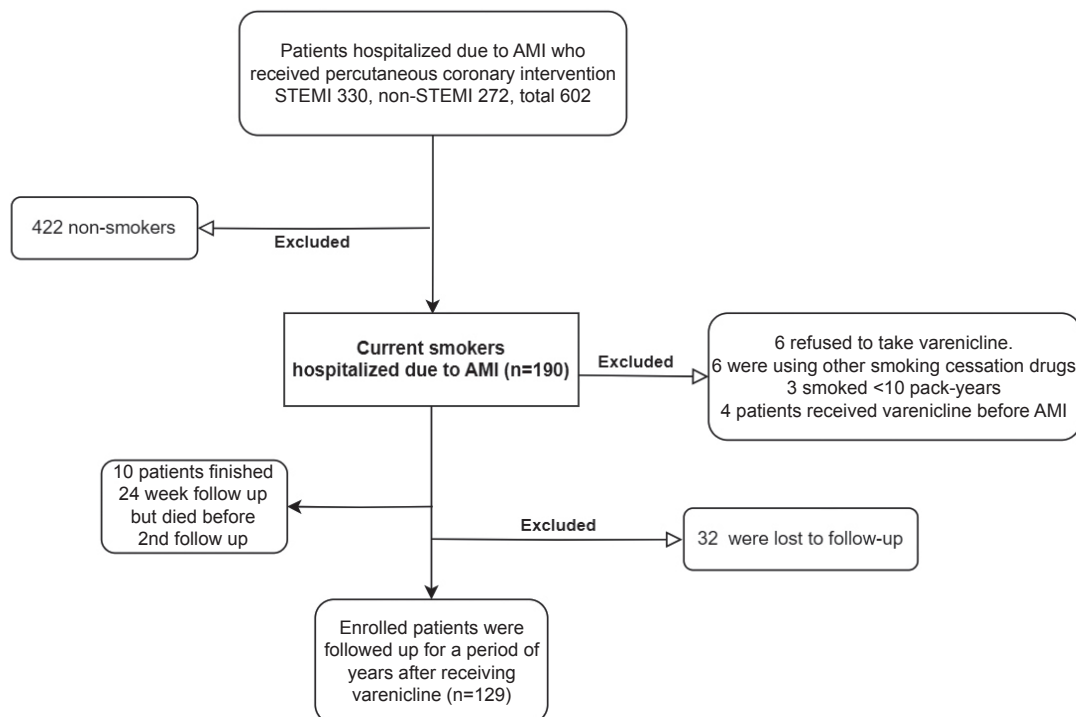 Patients hospitalized due to AMI who
received percutaneous coronary intervention
STEMI 330, non-STEMI 272, total 602
422 non-smokers
Excluded
Current smokers
hospitalized due to AMI (n=190)
Excluded
6 refused to take varenicline.
6 were using other smoking cessation drugs
3 smoked <10 pack-years
4 patients received varenicline before AMI
10 patients finished
24 week follow up
but died before
2nd follow up
Excluded
32 were lost to follow-up
Enrolled patients were
followed up for a period of
years after receiving
varenicline (n=129)